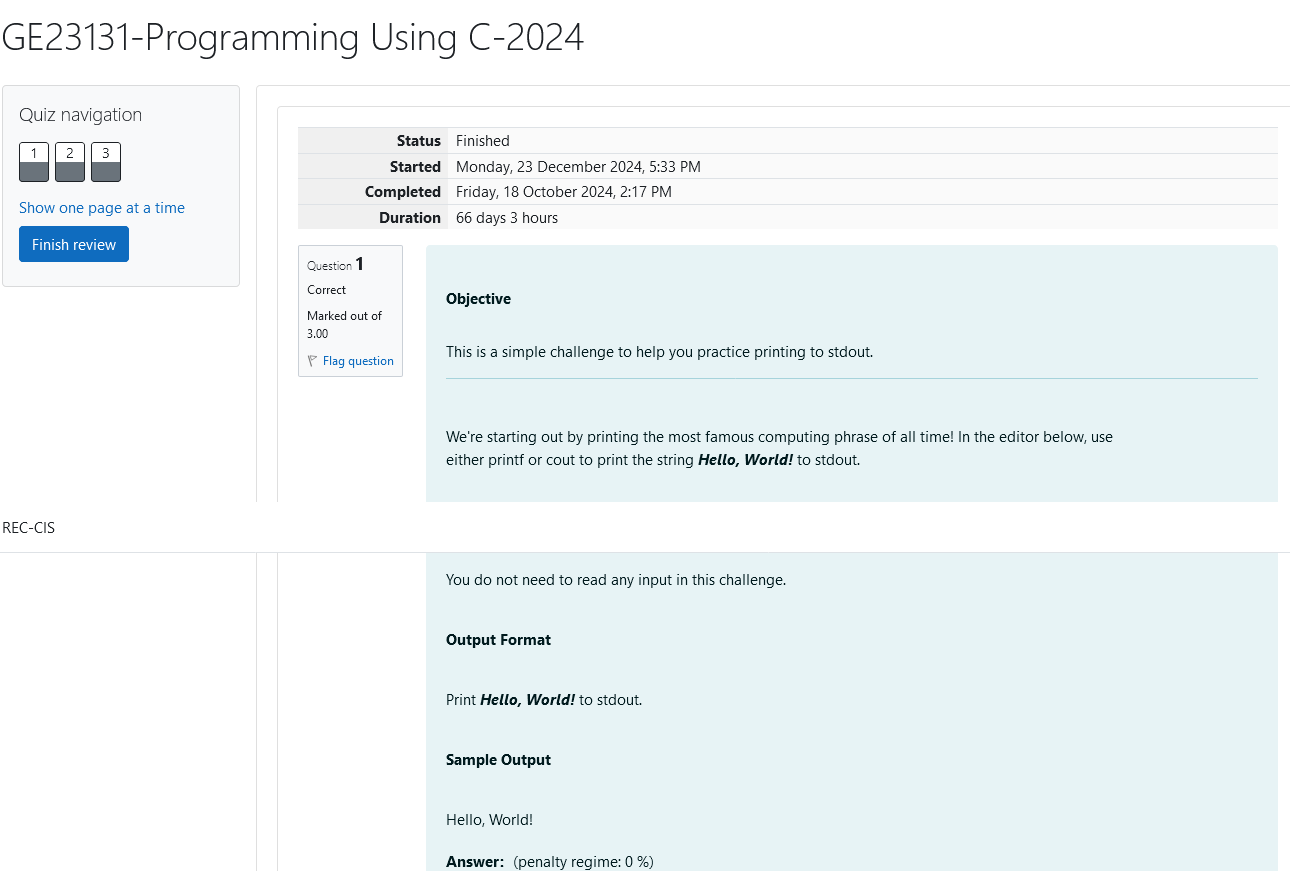 GE23131-Programming Using C-2024
Quiz navigation
1 2 3
Show one page at a time
Finish review
Status Finished
Started Monday, 23 December 2024, 5:33 PM
Completed Friday, 18 October 2024, 2:17 PM
Duration 66 days 3 hours
Question 1
Correct
Marked out of
3.00
Flag question
Objective
This is a simple challenge to help you practice printing to stdout.
We're starting out by printing the most famous computing phrase of all time! In the editor below, use
either printf or cout to print the string Hello, World! to stdout.
REC-CIS
You do not need to read any input in this challenge.
Output Format
Print Hello, World! to stdout.
Sample Output
Hello, World!
Answer: (penalty regime: 0 %)